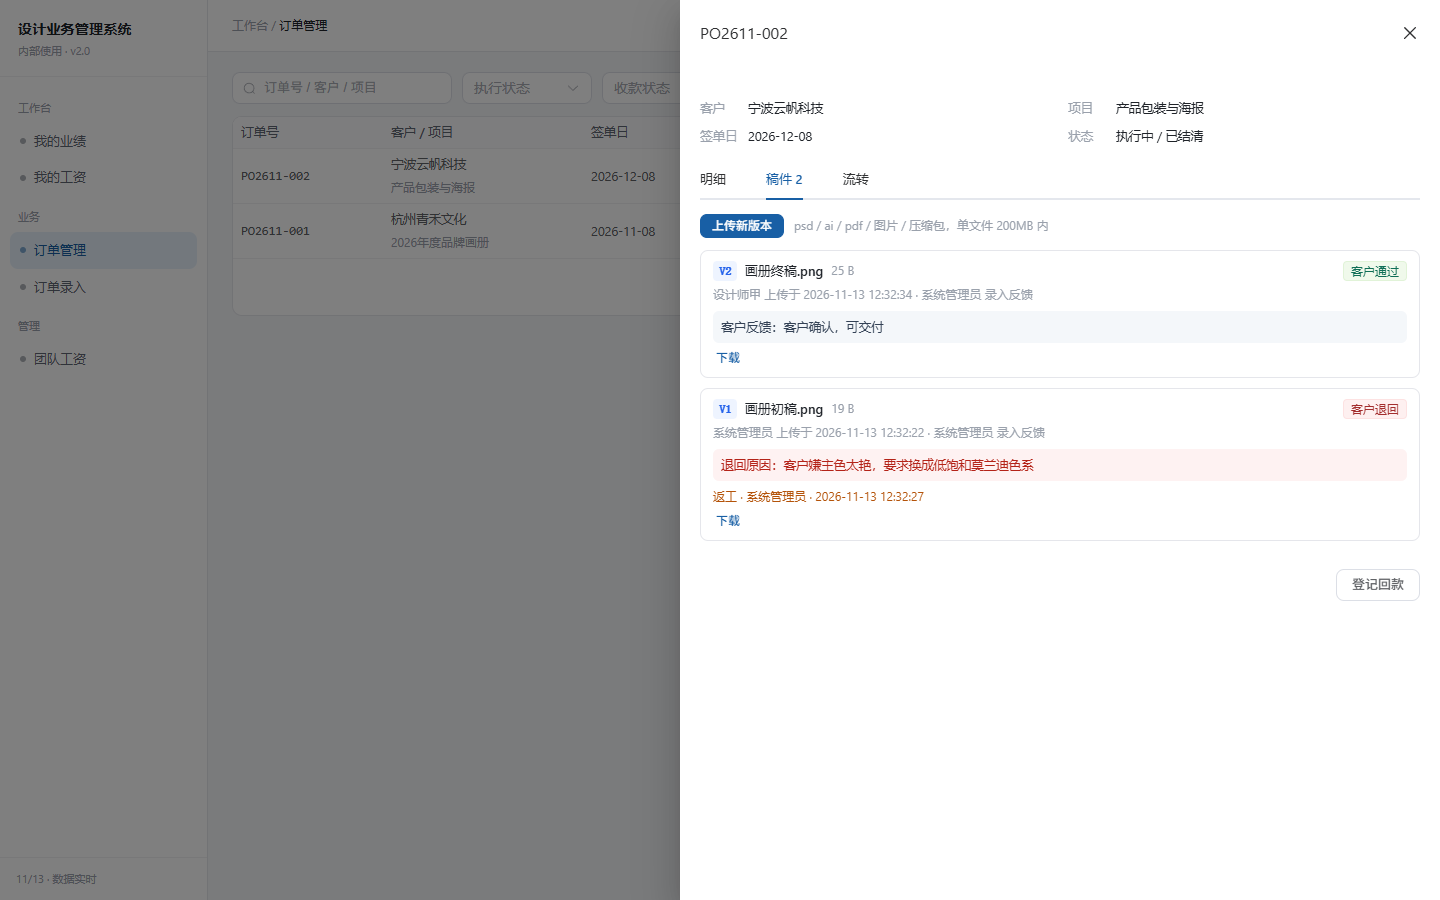 设计业务管理系统
内部使用 · v2.0
工作台
我的业绩
我的工资
业务
订单管理
订单录入
管理
团队工资
11/13 · 数据实时
工作台 / 订单管理
订单号 / 客户 / 项目
执行状态
收款状态
订单号 客户 / 项目 签单日
PO2611-002 宁波云帆科技 2026-12-08
产品包装与海报
PO2611-001 杭州青禾文化 2026-11-08
2026年度品牌画册
PO2611-002
客户 宁波云帆科技 项目 产品包装与海报
签单日 2026-12-08 状态 执行中 / 已结清
明细 稿件 2 流转
上传新版本 psd / ai / pdf / 图片 / 压缩包，单文件 200MB 内
V2 画册终稿.png 25 B 客户通过
设计师甲 上传于 2026-11-13 12:32:34 · 系统管理员 录入反馈
客户反馈：客户确认，可交付
下载
V1 画册初稿.png 19 B 客户退回
系统管理员 上传于 2026-11-13 12:32:22 · 系统管理员 录入反馈
退回原因：客户嫌主色太艳，要求换成低饱和莫兰迪色系
返工 · 系统管理员 · 2026-11-13 12:32:27
下载
登记回款